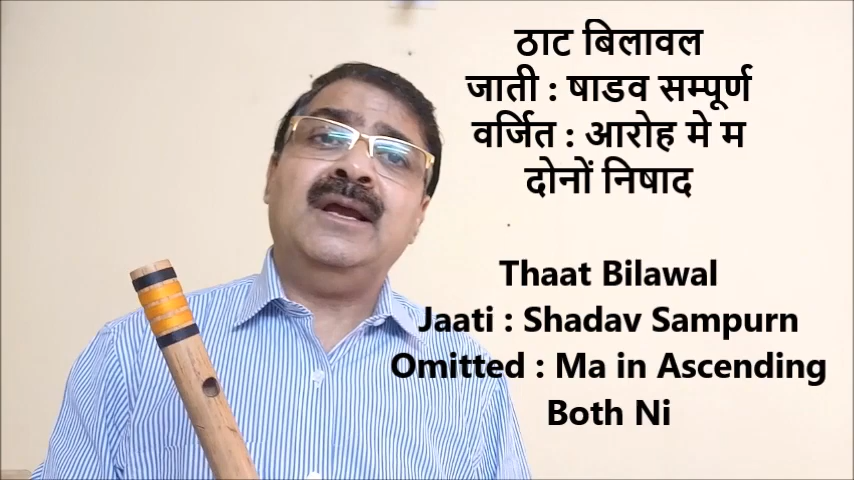 ठाट बिलावल
जाती : षाडव सम्पूर्ण
वर्जित : आरोह मे म
दोनों निषाद
Thaat Bilawal
Jaati : Shadav Sampurn
Omitted : Ma in Ascending
Both Ni